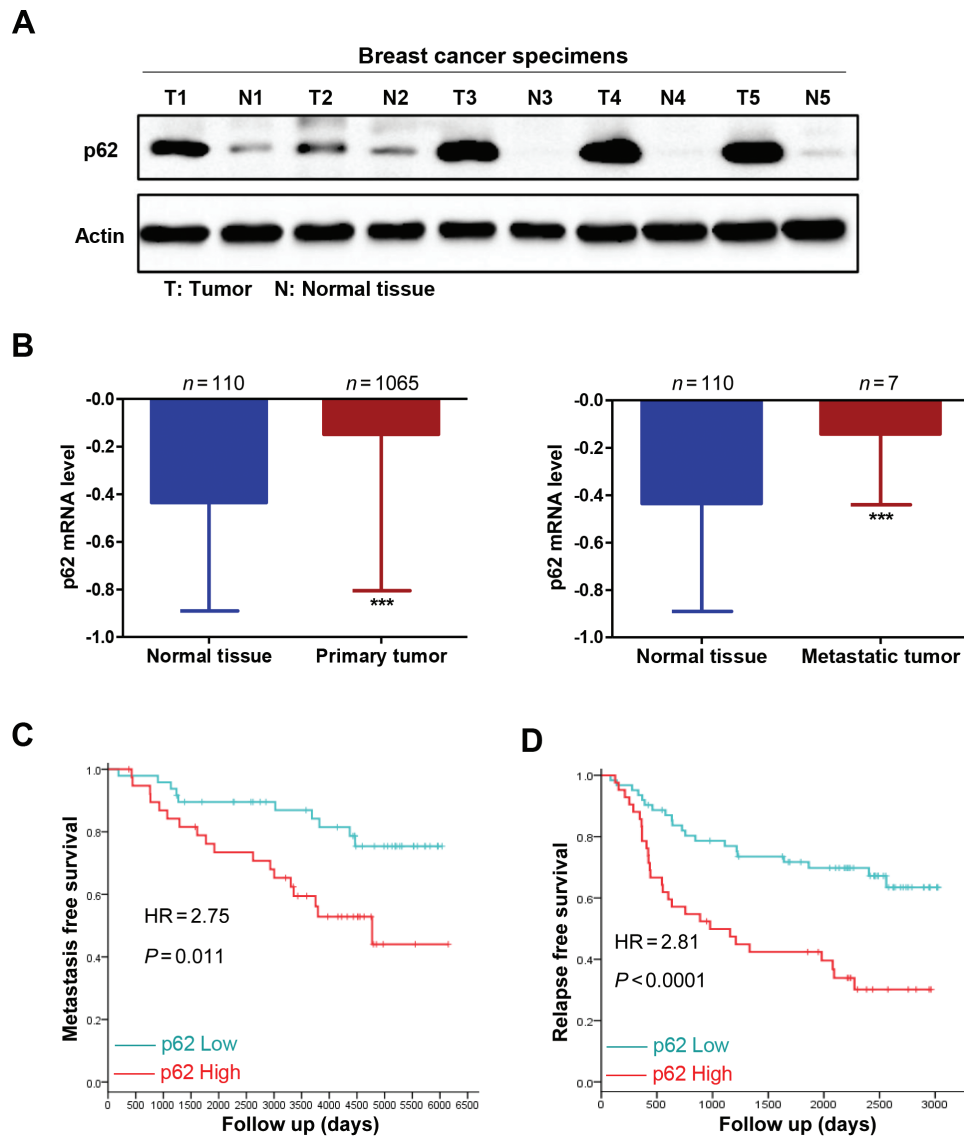 A
Breast cancer specimens
T1 N1 T2 N2 T3 N3 T4 N4 T5 N5
p62
Actin
T: Tumor N: Normal tissue
B
n = 110 n = 1065
-0.0
-0.2
-0.4
-0.6
-0.8
-1.0
p62 mRNA level
***
Normal tissue Primary tumor
n = 110 n = 7
-0.0
-0.2
-0.4
-0.6
-0.8
-1.0
p62 mRNA level
***
Normal tissue Metastatic tumor
C
1.0
0.8
0.6
0.4
0.2
0.0
Metastasis free survival
HR = 2.75
P = 0.011
p62 Low
p62 High
0 500 1000 1500 2000 2500 3000 3500 4000 4500 5000 5500 6000 6500
Follow up (days)
D
1.0
0.8
0.6
0.4
0.2
0.0
Relapse free survival
HR = 2.81
P < 0.0001
p62 Low
p62 High
0 500 1000 1500 2000 2500 3000
Follow up (days)